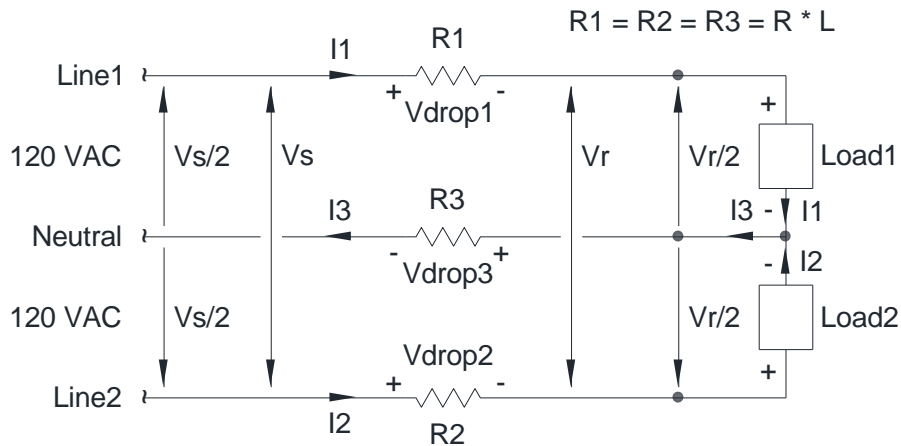 R1 = R2 = R3 = R * L
I1
R1
Line1
~
+
-
Vdrop1
+
120 VAC
Vs/2
Vs
Vr
Vr/2
Load1
I3
R3
I3
-
I1
Neutral
~
-
+
Vdrop3
-
I2
120 VAC
Vs/2
Vr/2
Load2
Vdrop2
+
-
+
Line2
~
I2
R2